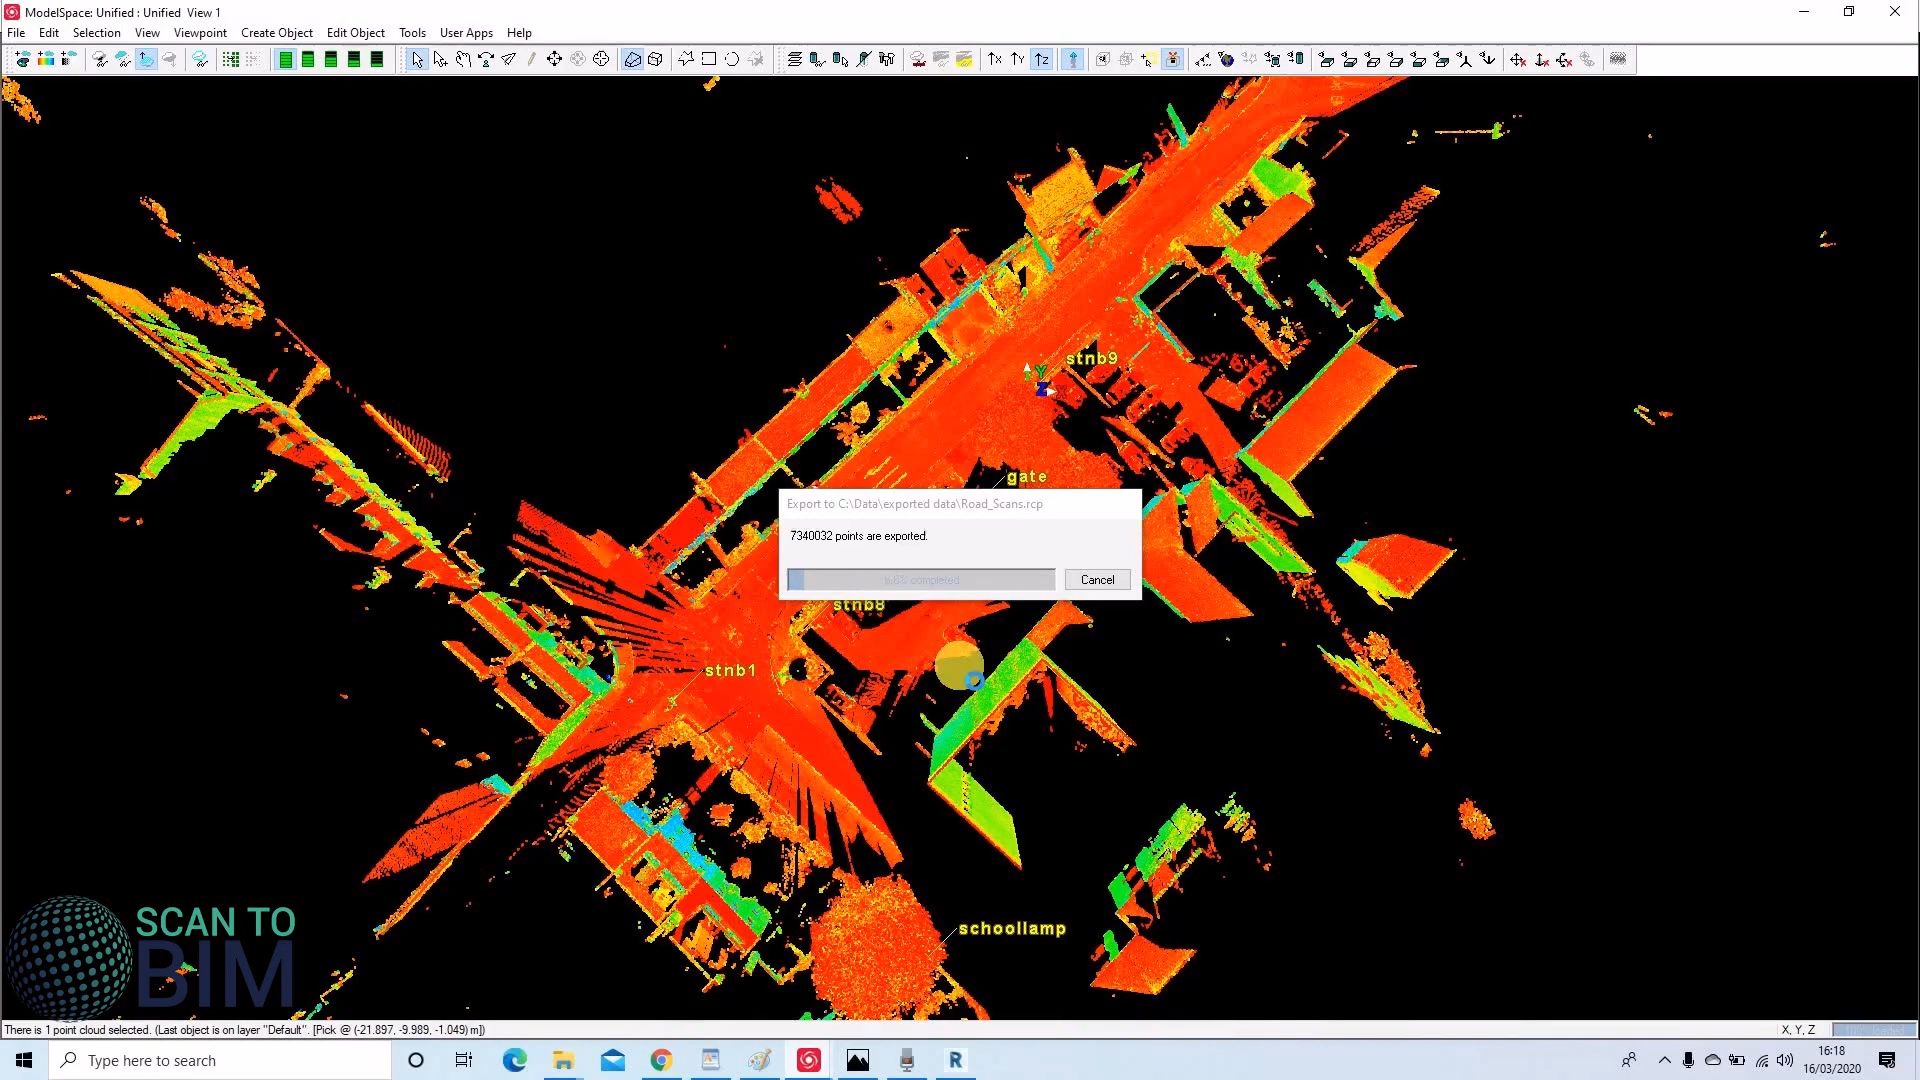 ModelSpace: Unified : Unified View 1
File Edit Selection View Viewpoint Create Object Edit Object Tools User Apps Help
stnb9
Y
Z
gate
Export to C:\Data\exported data\Road_Scans.rcp
7340032 points are exported.
completed
Cancel
stnb8
stnb1
schoollamp
SCAN TO
BIM
There is 1 point cloud selected. (Last object is on layer "Default". [Pick @ (-21.897, -9.989, -1.049) m])
X, Y, Z
Type here to search
16:18
16/03/2020